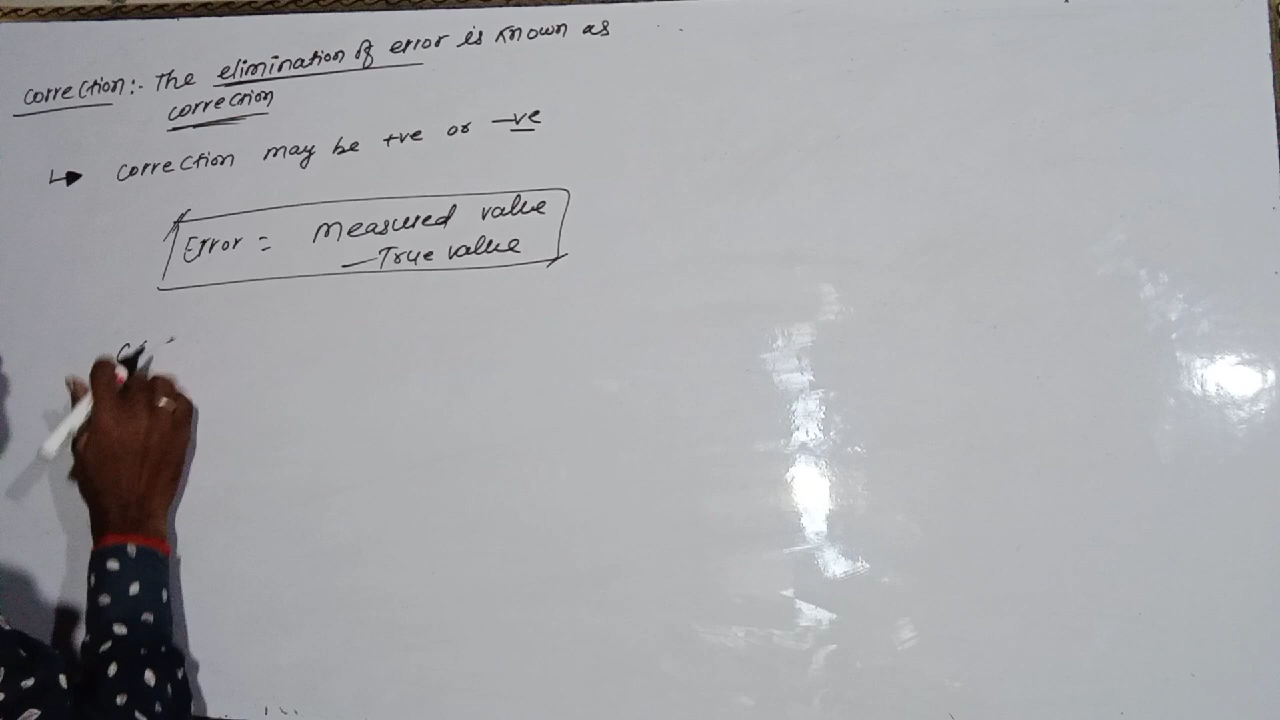 Correction:- The elimination of error is known as
correction
↳ correction may be +ve or -ve
Error = Measured value
- True value